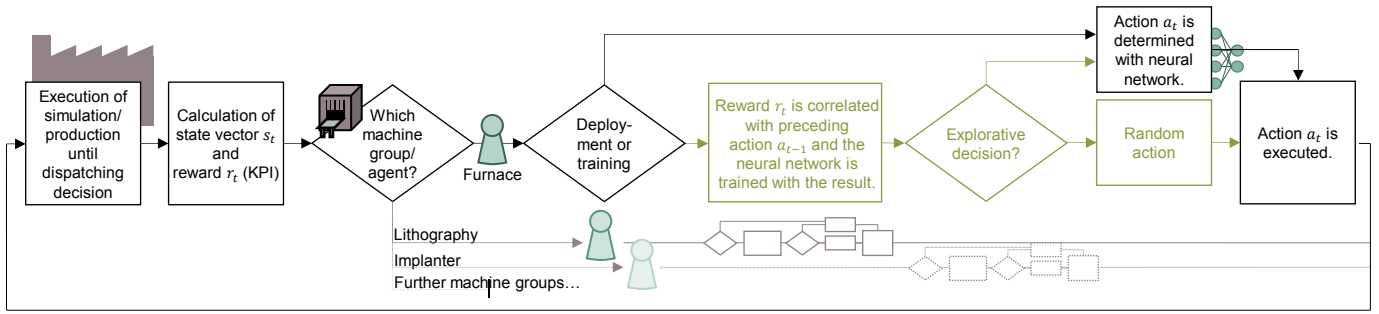 Execution of
simulation/
production
until
dispatching
decision
Calculation of
state vector sₜ
and
reward rₜ (KPI)
Which
machine
group/
agent?
Furnace
Deploy-
ment or
training
Reward rₜ is correlated
with preceding
action aₜ₋₁ and the
neural network is
trained with the result.
Explorative
decision?
Action aₜ is
determined
with neural
network.
Random
action
Action aₜ is
executed.
Lithography
Implanter
Further machine groups…